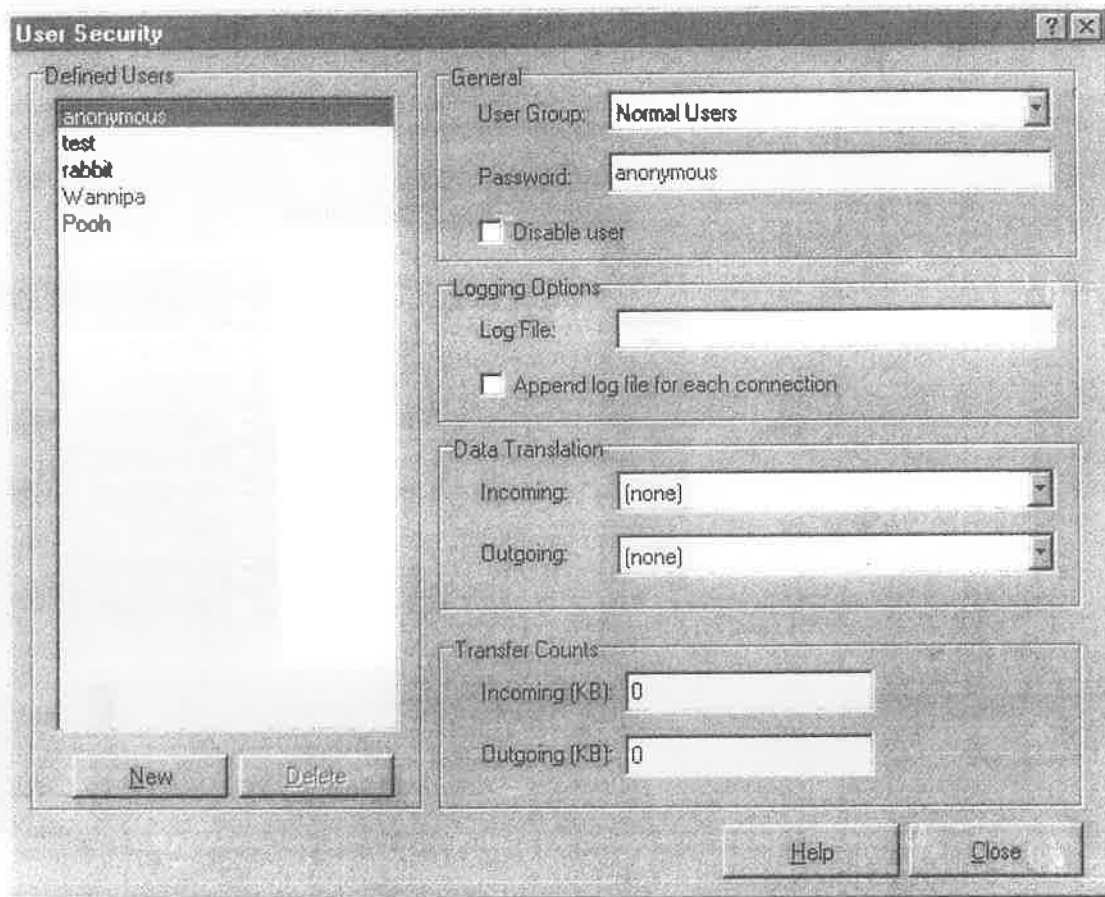 User Security
Defined Users
anonymous
test
rabbit
Wannipa
Pooh
New
Delete
General
User Group: Normal Users
Password: anonymous
Disable user
Logging Options
Log File:
Append log file for each connection
Data Translation
Incoming: (none)
Outgoing: (none)
Transfer Counts
Incoming (KB): 0
Outgoing (KB): 0
Help
Close